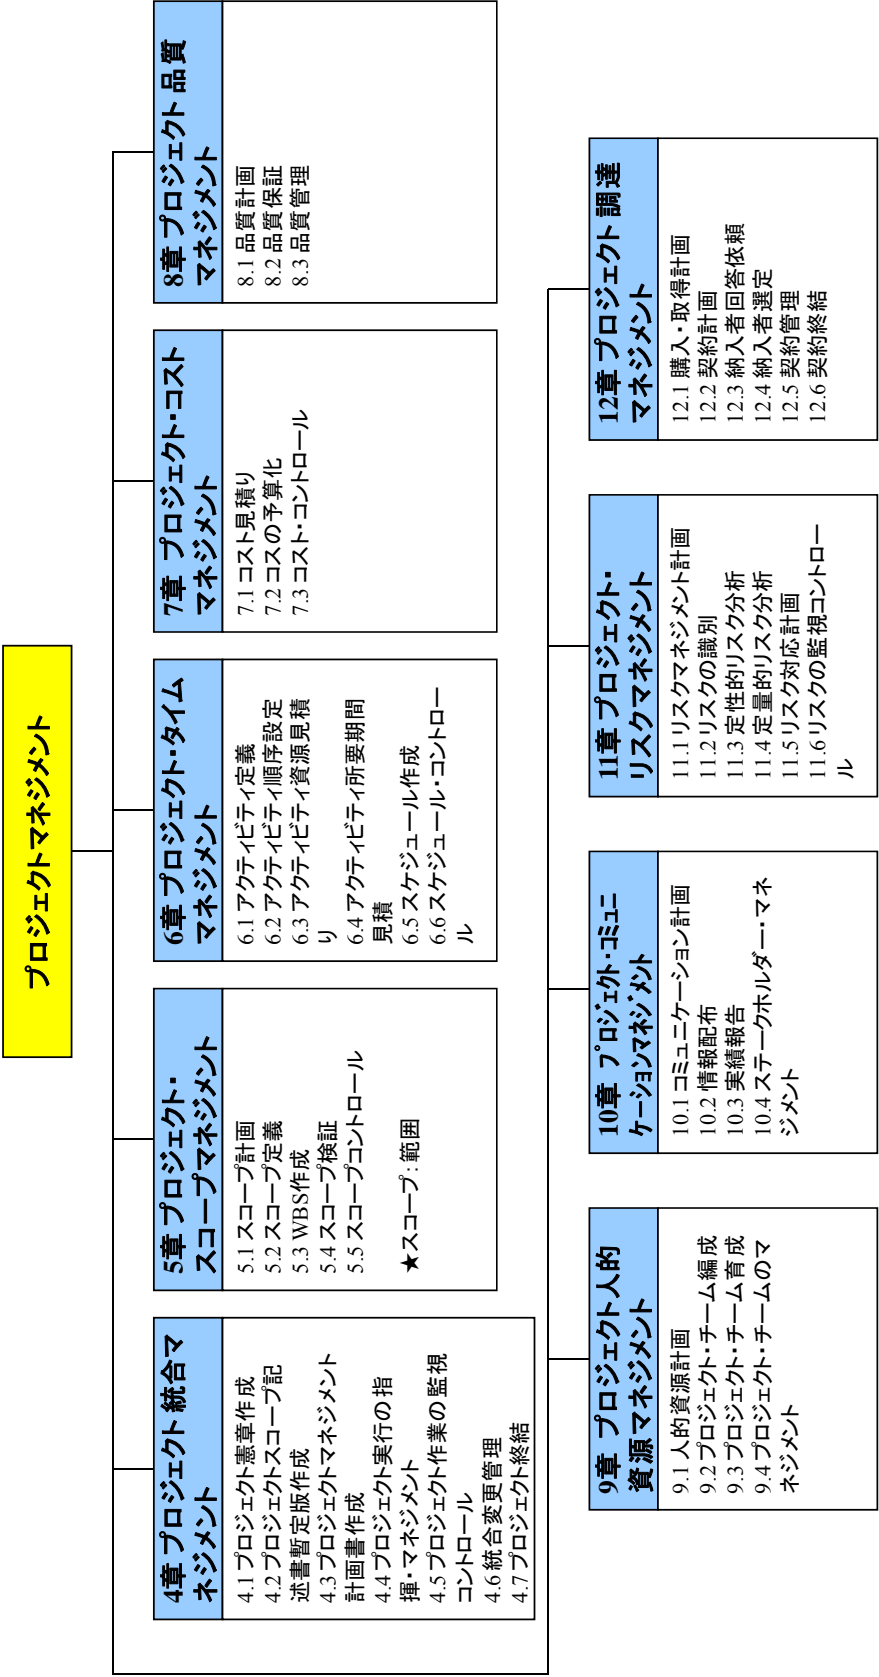 プロジェクトマネジメント
4章 プロジェクト 統合マ
ネジメント
4.1 プロジェクト憲章作成
4.2 プロジェクトスコープ記
述書暫定版作成
4.3 プロジェクトマネジメント
計画書作成
4.4 プロジェクト実行の指
揮・マネジメント
4.5 プロジェクト作業の監視
コントロール
4.6 統合変更管理
4.7 プロジェクト終結
5章 プロジェクト・
スコープマネジメント
5.1 スコープ計画
5.2 スコープ定義
5.3 WBS作成
5.4 スコープ検証
5.5 スコープコントロール
★スコープ:範囲
6章 プロジェクト・タイム
マネジメント
6.1 アクティビティ定義
6.2 アクティビティ順序設定
6.3 アクティビティ資源見積
り
6.4 アクティビティ所要期間
見積
6.5 スケジュール作成
6.6 スケジュール・コントロー
ル
7章 プロジェクト・コスト
マネジメント
7.1 コスト見積り
7.2 コスの予算化
7.3 コスト・コントロール
8章 プロジェクト 品質
マネジメント
8.1 品質計画
8.2 品質保証
8.3 品質管理
9章 プロジェクト人的
資源マネジメント
9.1 人的資源計画
9.2 プロジェクト・チーム編成
9.3 プロジェクト・チーム育成
9.4 プロジェクト・チームのマ
ネジメント
10章 プロジェクト・コミュニ
ケーションマネジメント
10.1 コミュニケーション計画
10.2 情報配布
10.3 実績報告
10.4 ステークホルダー・マネ
ジメント
11章 プロジェクト・
リスクマネジメント
11.1 リスクマネジメント計画
11.2 リスクの識別
11.3 定性的リスク分析
11.4 定量的リスク分析
11.5 リスク対応計画
11.6 リスクの監視コントロー
ル
12章 プロジェクト 調達
マネジメント
12.1 購入・取得計画
12.2 契約計画
12.3 納入者回答依頼
12.4 納入者選定
12.5 契約管理
12.6 契約終結